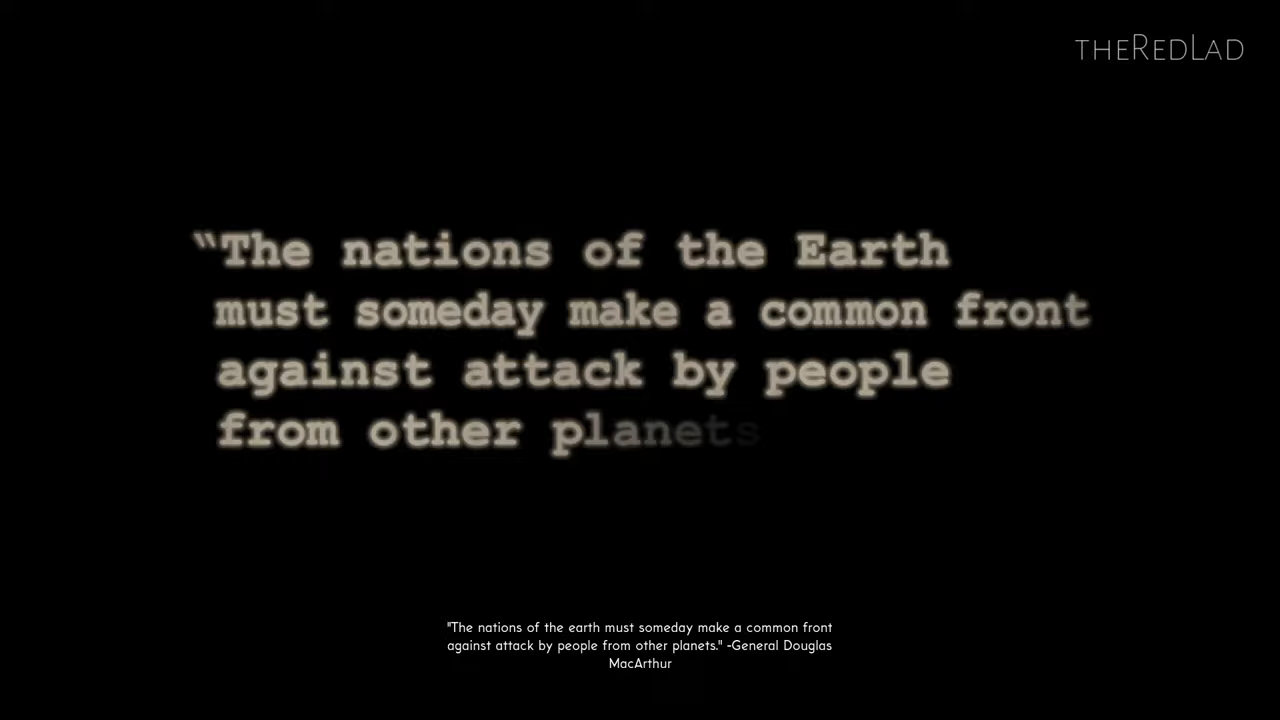 THEREDLAD
“The nations of the Earth
must someday make a common front
against attack by people
from other planets
"The nations of the earth must someday make a common front
against attack by people from other planets." -General Douglas
MacArthur